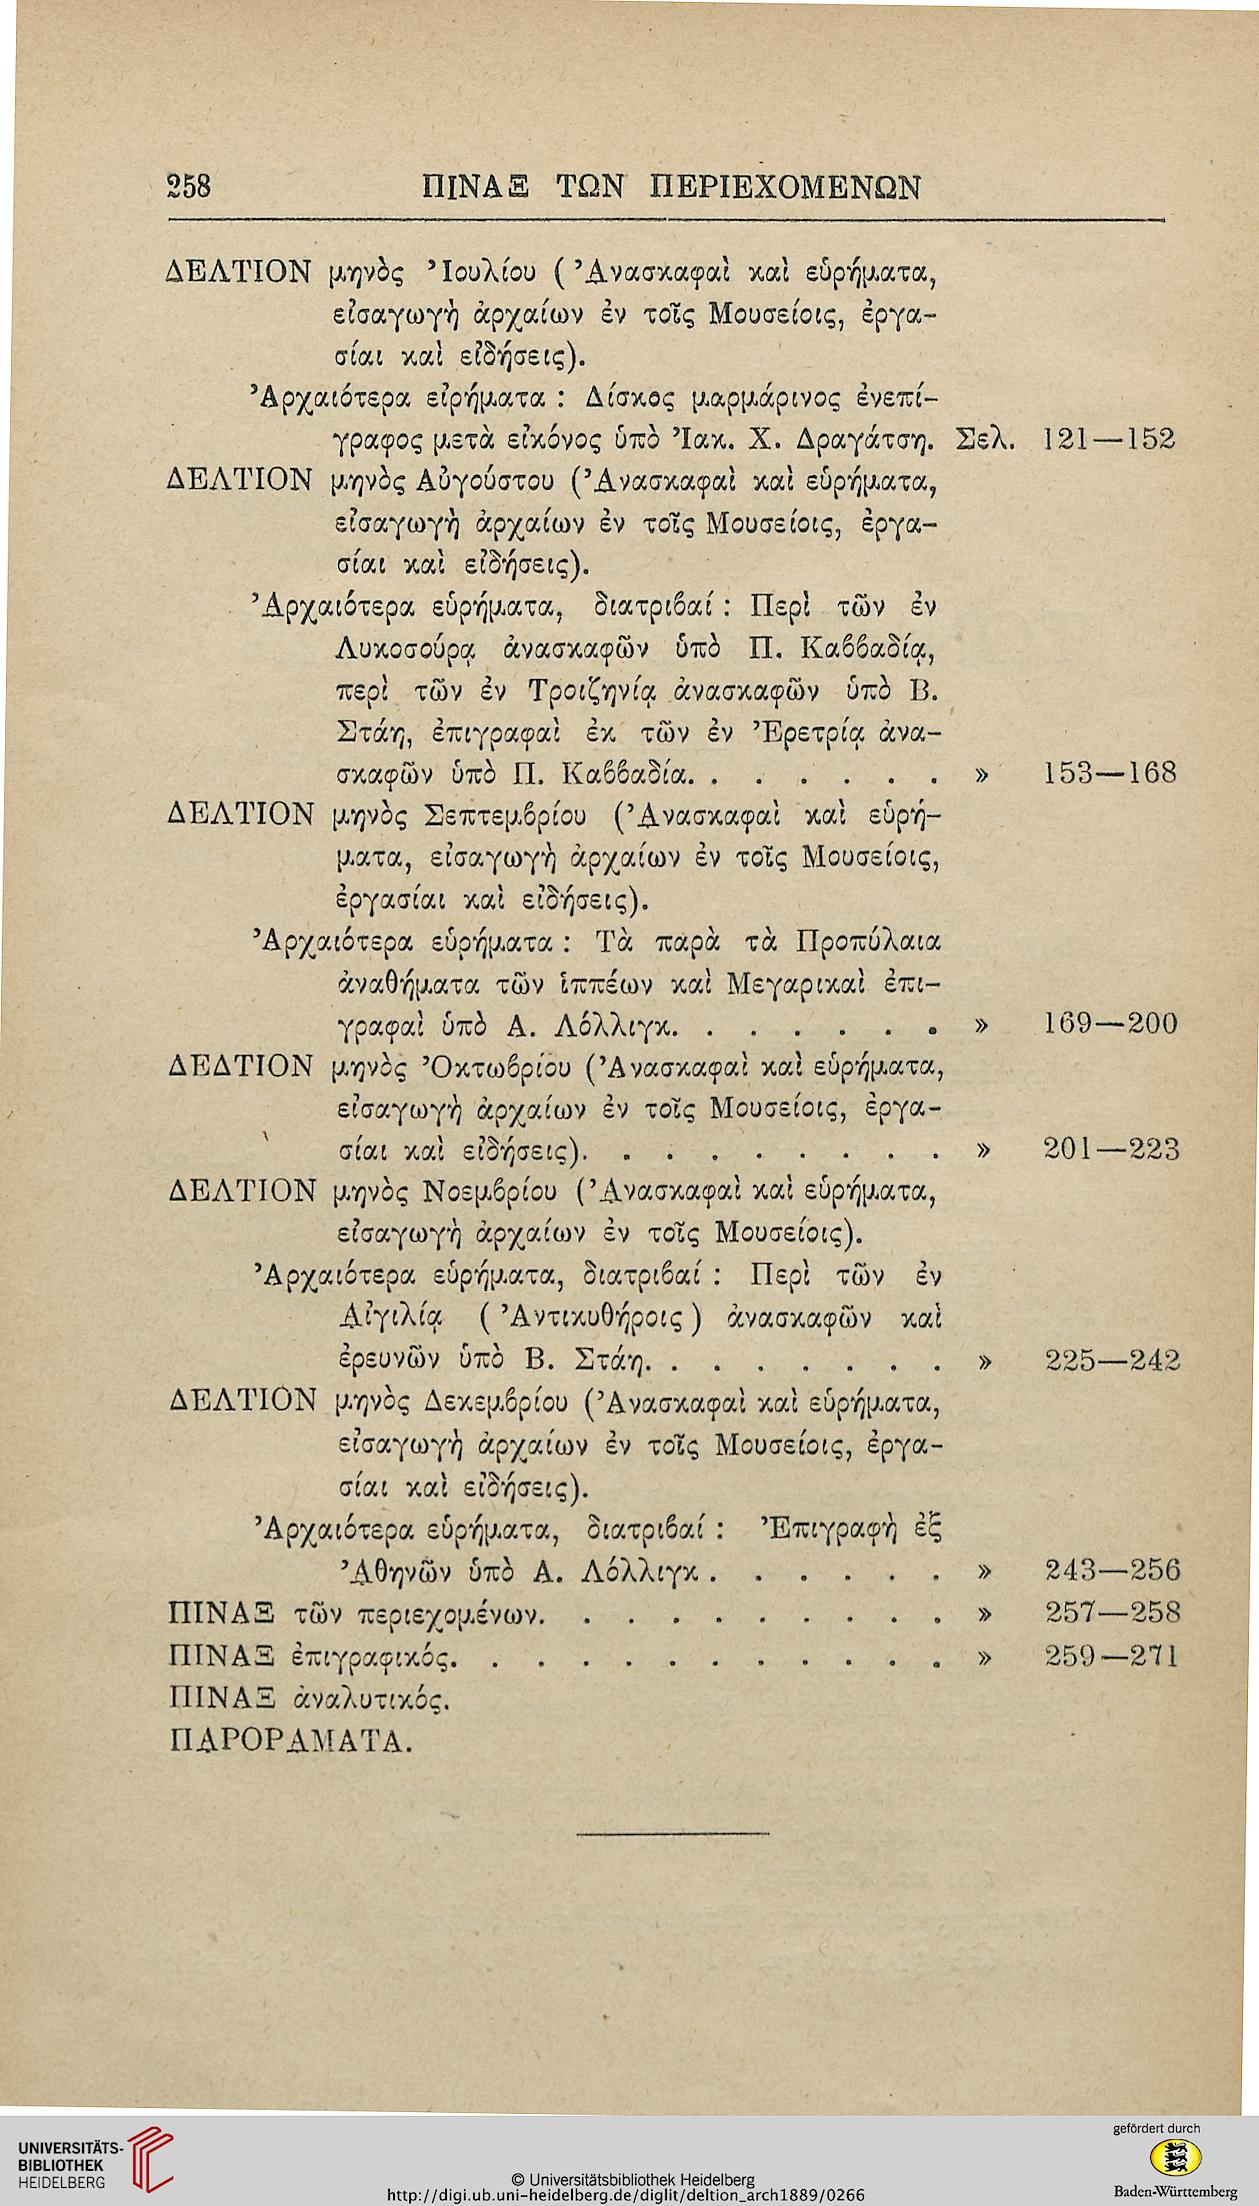 258 ΠΙΝΑΞ ΤΩΝ ΠΕΡΙΕΧΟΜΕΝΩΝ
ΔΕΛΤΙΟΝ μηνὸς Ἰουλίου (Ἀνασκαφαὶ καὶ εὑρήματα,
εἰσαγωγὴ ἀρχαίων ἐν τοῖς Μουσείοις, ἐργα-
σίαι καὶ εἰδήσεις).
Ἀρχαιότερα εἰρήματα : Δίσκος μαρμάρινος ἐνεπί-
γραφος μετὰ εἰκόνος ὑπὸ Ἰακ. Χ. Δραγάτση. Σελ. 121—152
ΔΕΛΤΙΟΝ μηνὸς Αὐγούστου (Ἀνασκαφαὶ καὶ εὑρήματα,
εἰσαγωγὴ ἀρχαίων ἐν τοῖς Μουσείοις, ἐργα-
σίαι καὶ εἰδήσεις).
Ἀρχαιότερα εὑρήματα, διατριβαί : Περὶ τῶν ἐν
Λυκοσούρᾳ ἀνασκαφῶν ὑπὸ Π. Καββαδίᾳ,
περὶ τῶν ἐν Τροιζηνίᾳ ἀνασκαφῶν ὑπὸ Β.
Στάη, ἐπιγραφαὶ ἐκ τῶν ἐν Ἐρετρίᾳ ἀνα-
σκαφῶν ὑπὸ Π. Καββαδία. . . . . . . » 153—168
ΔΕΛΤΙΟΝ μηνὸς Σεπτεμβρίου (Ἀνασκαφαὶ καὶ εὑρή-
ματα, εἰσαγωγὴ ἀρχαίων ἐν τοῖς Μουσείοις,
ἐργασίαι καὶ εἰδήσεις).
Ἀρχαιότερα εὑρήματα : Τὰ παρὰ τὰ Προπύλαια
ἀναθήματα τῶν ἱππέων καὶ Μεγαρικαὶ ἐπι-
γραφαὶ ὑπὸ Α. Λόλλιγκ. . . . . . . » 169—200
ΔΕΔΤΙΟΝ μηνὸς Ὀκτωβρίου (Ἀνασκαφαὶ καὶ εὑρήματα,
εἰσαγωγὴ ἀρχαίων ἐν τοῖς Μουσείοις, ἐργα-
σίαι καὶ εἰδήσεις). . . . . . . . . » 201—223
ΔΕΛΤΙΟΝ μηνὸς Νοεμβρίου (Ἀνασκαφαὶ καὶ εὑρήματα,
εἰσαγωγὴ ἀρχαίων ἐν τοῖς Μουσείοις).
Ἀρχαιότερα εὑρήματα, διατριβαί : Περὶ τῶν ἐν
Αἰγιλίᾳ (Ἀντικυθήροις) ἀνασκαφῶν καὶ
ἐρευνῶν ὑπὸ Β. Στάη. . . . . . . . » 225—242
ΔΕΛΤΙΟΝ μηνὸς Δεκεμβρίου (Ἀνασκαφαὶ καὶ εὑρήματα,
εἰσαγωγὴ ἀρχαίων ἐν τοῖς Μουσείοις, ἐργα-
σίαι καὶ εἰδήσεις).
Ἀρχαιότερα εὑρήματα, διατριβαί : Ἐπιγραφὴ ἐξ
Ἀθηνῶν ὑπὸ Α. Λόλλιγκ . . . . . . » 243—256
ΠΙΝΑΞ τῶν περιεχομένων. . . . . . . . . . » 257—258
ΠΙΝΑΞ ἐπιγραφικός. . . . . . . . . . . . » 259—271
ΠΙΝΑΞ ἀναλυτικός.
ΠΑΡΟΡΑΜΑΤΑ.
UNIVERSITÄTS-
BIBLIOTHEK
HEIDELBERG
© Universitätsbibliothek Heidelberg
http://digi.ub.uni-heidelberg.de/diglit/deltion_arch1889/0266
gefördert durch
Baden-Württemberg